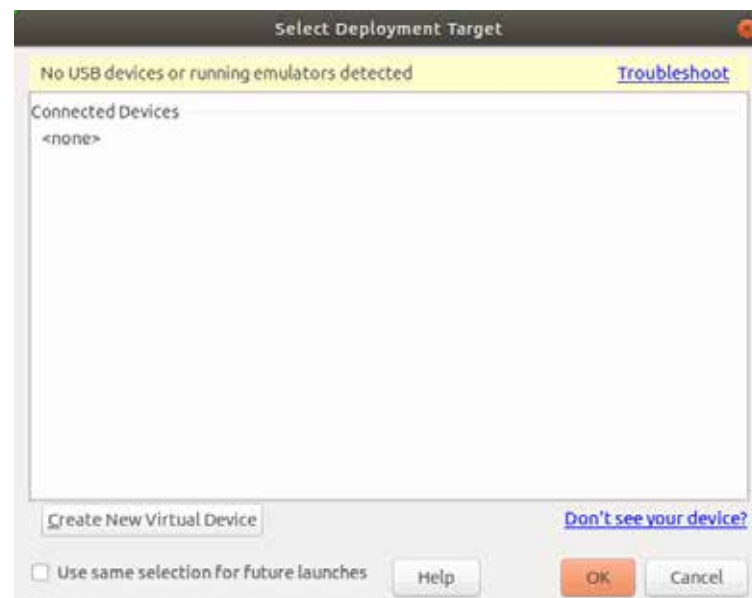 Select Deployment Target
No USB devices or running emulators detected Troubleshoot
Connected Devices
<none>
Create New Virtual Device Don't see your device?
Use same selection for future launches Help OK Cancel